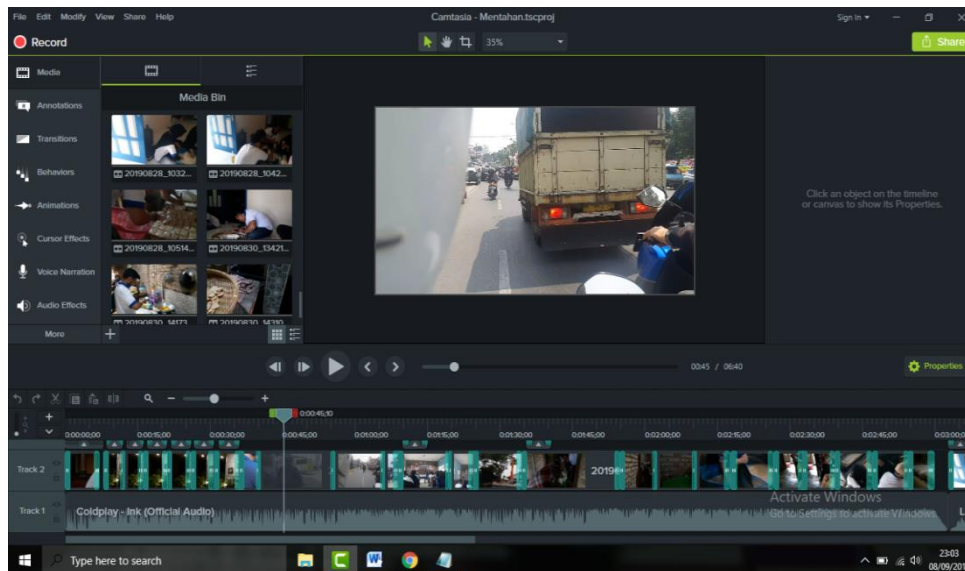 File Edit Modify View Share Help
Camtasia - Mentahan.tscproj
Sign In
Record
35%
Share
Media
Annotations
Transitions
Behaviors
Animations
Cursor Effects
Voice Narration
Audio Effects
More
Media Bin
20190828_1032...
20190828_1042...
20190828_10514...
20190830_13421...
20190830_14173
20190830_14310
Click an object on the timeline
or canvas to show its Properties.
00:45 / 06:40
Properties
0:00:45;10
0:00:00;00 0:00:15;00 0:00:30;00 0:00:45;00 0:01:00;00 0:01:15;00 0:01:30;00 0:01:45;00 0:02:00;00 0:02:15;00 0:02:30;00 0:02:45;00 0:03:00;0
Track 2
2019
Track 1
Coldplay - Ink (Official Audio)
L
Activate Windows
Go to Settings to activate Windows.
Type here to search
23:03
08/09/201